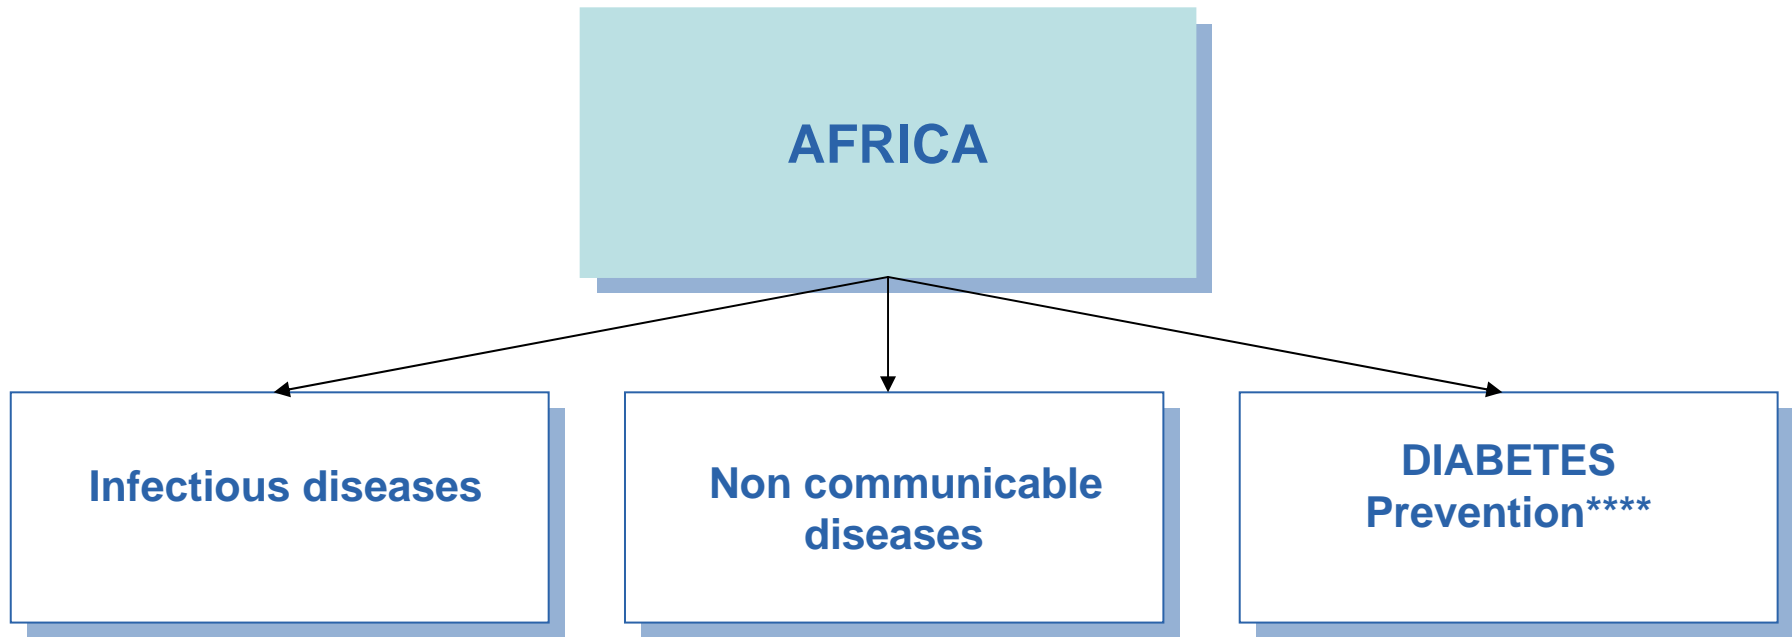 AFRICA
Infectious diseases
Non communicable
diseases
DIABETES
Prevention****